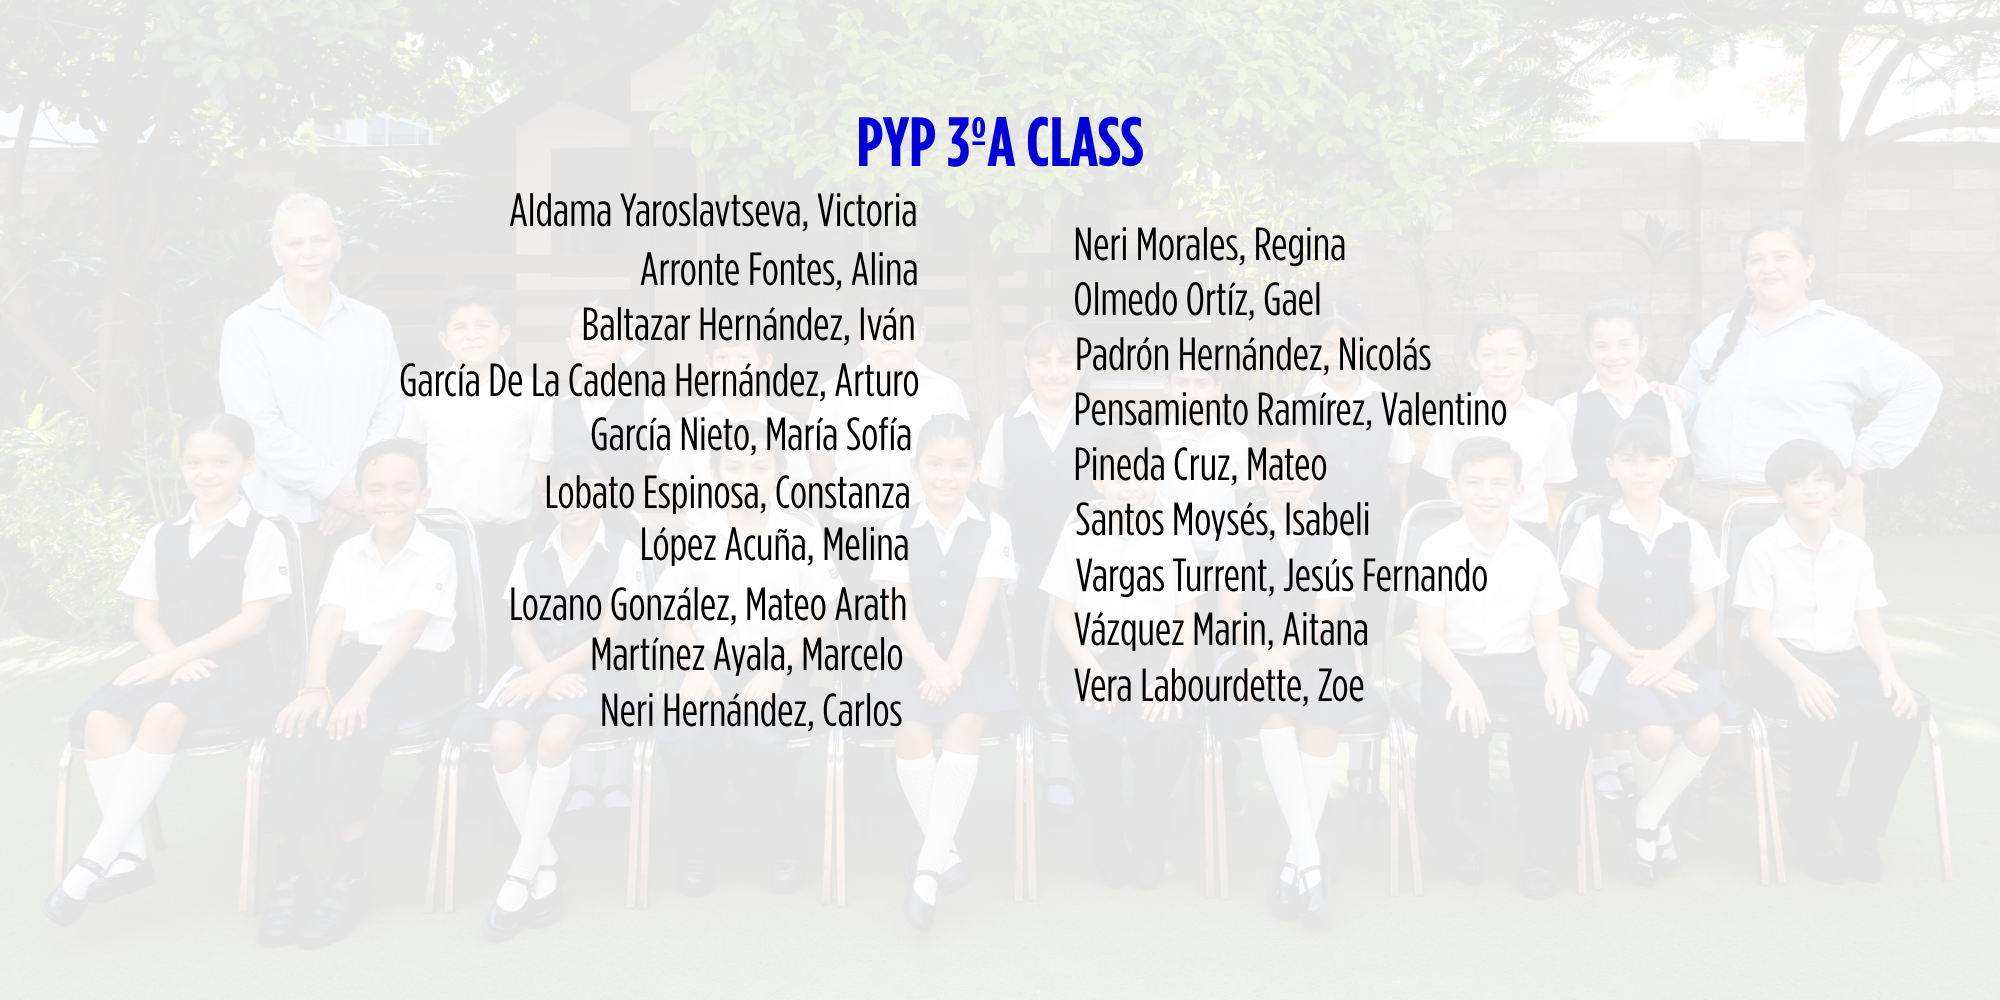 PYP 3ºA CLASS
Aldama Yaroslavtseva, Victoria
Arronte Fontes, Alina
Baltazar Hernández, Iván
García De La Cadena Hernández, Arturo
García Nieto, María Sofía
Lobato Espinosa, Constanza
López Acuña, Melina
Lozano González, Mateo Arath
Martínez Ayala, Marcelo
Neri Hernández, Carlos
Neri Morales, Regina
Olmedo Ortíz, Gael
Padrón Hernández, Nicolás
Pensamiento Ramírez, Valentino
Pineda Cruz, Mateo
Santos Moysés, Isabeli
Vargas Turrent, Jesús Fernando
Vázquez Marin, Aitana
Vera Labourdette, Zoe